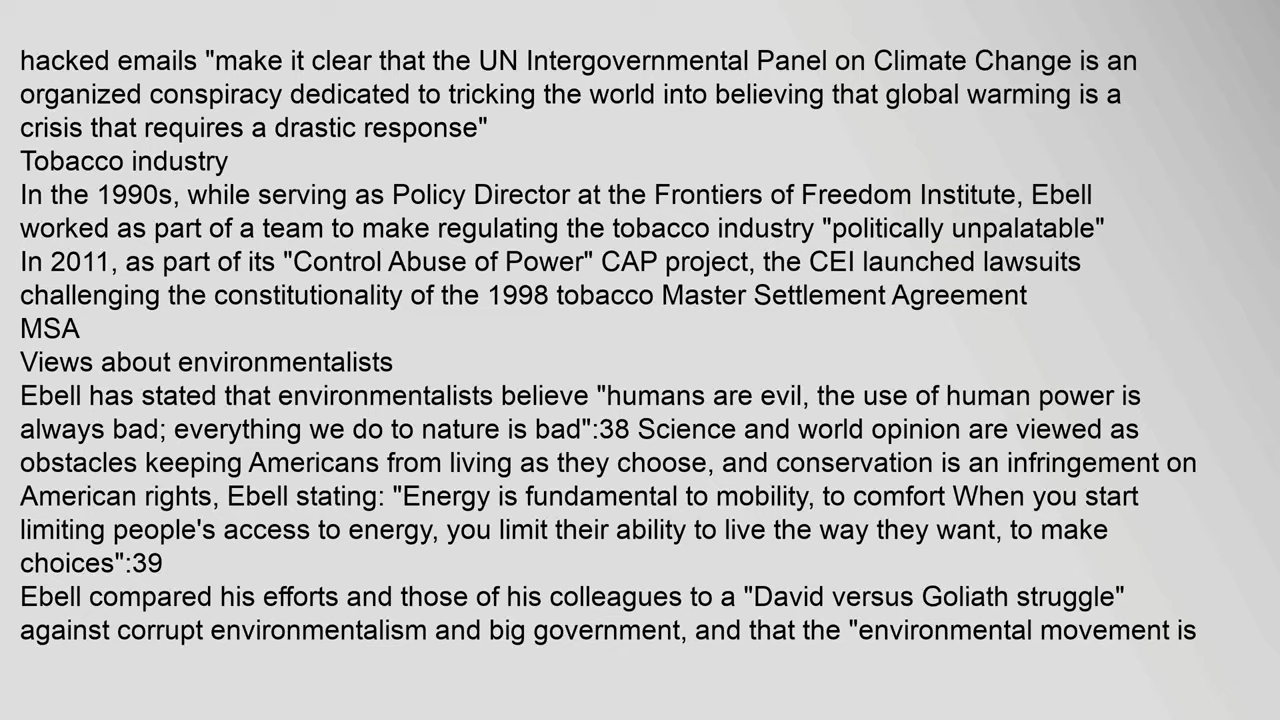 hacked emails "make it clear that the UN Intergovernmental Panel on Climate Change is an
organized conspiracy dedicated to tricking the world into believing that global warming is a
crisis that requires a drastic response"
Tobacco industry
In the 1990s, while serving as Policy Director at the Frontiers of Freedom Institute, Ebell
worked as part of a team to make regulating the tobacco industry "politically unpalatable"
In 2011, as part of its "Control Abuse of Power" CAP project, the CEI launched lawsuits
challenging the constitutionality of the 1998 tobacco Master Settlement Agreement
MSA
Views about environmentalists
Ebell has stated that environmentalists believe "humans are evil, the use of human power is
always bad; everything we do to nature is bad":38 Science and world opinion are viewed as
obstacles keeping Americans from living as they choose, and conservation is an infringement on
American rights, Ebell stating: "Energy is fundamental to mobility, to comfort When you start
limiting people's access to energy, you limit their ability to live the way they want, to make
choices":39
Ebell compared his efforts and those of his colleagues to a "David versus Goliath struggle"
against corrupt environmentalism and big government, and that the "environmental movement is